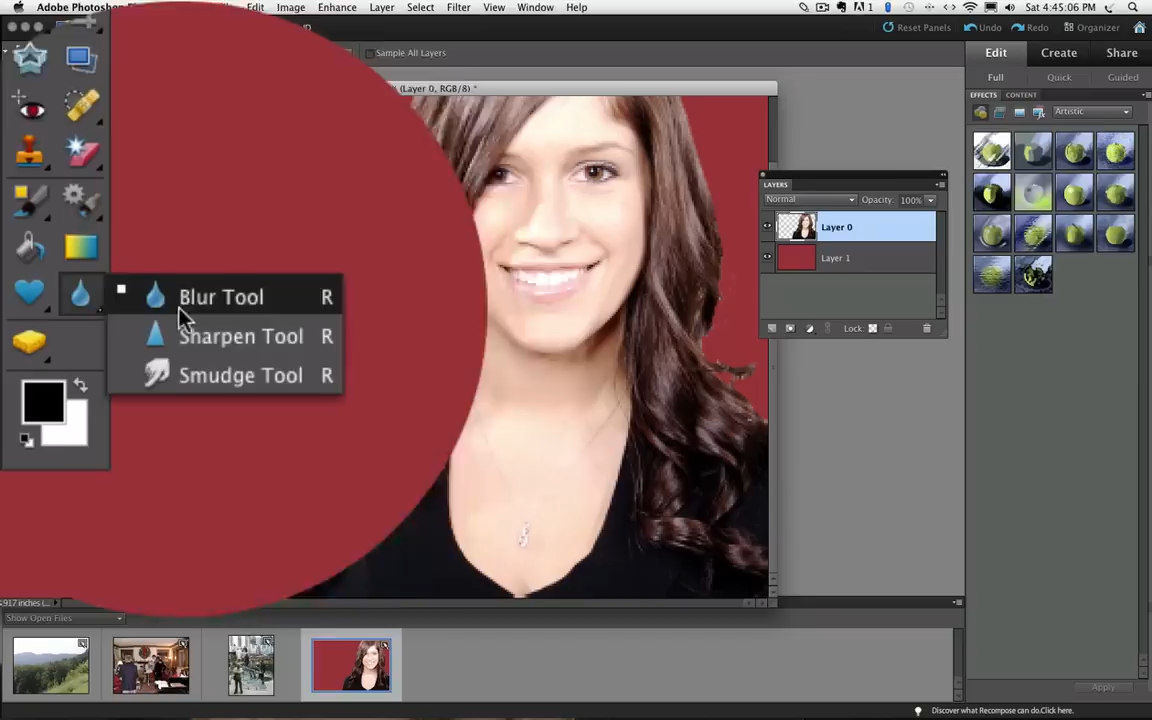 Adobe Photosho
Image
Enhance
Layer
Select
Filter
View
Window
Help
1
Sat 4:45:06 PM
Reset Panels
Undo
Redo
Organizer
Sample All Layers
Edit
Create
Share
Full
Quick
Guided
(Layer 0, RGB/8) *
EFFECTS
CONTENT
Artistic
LAYERS
Normal
Opacity: 100%
Layer 0
Layer 1
Lock:
Blur Tool R
Sharpen Tool R
Smudge Tool R
917 inches (...
Show Open Files
Apply
Discover what Recompose can do.Click here.